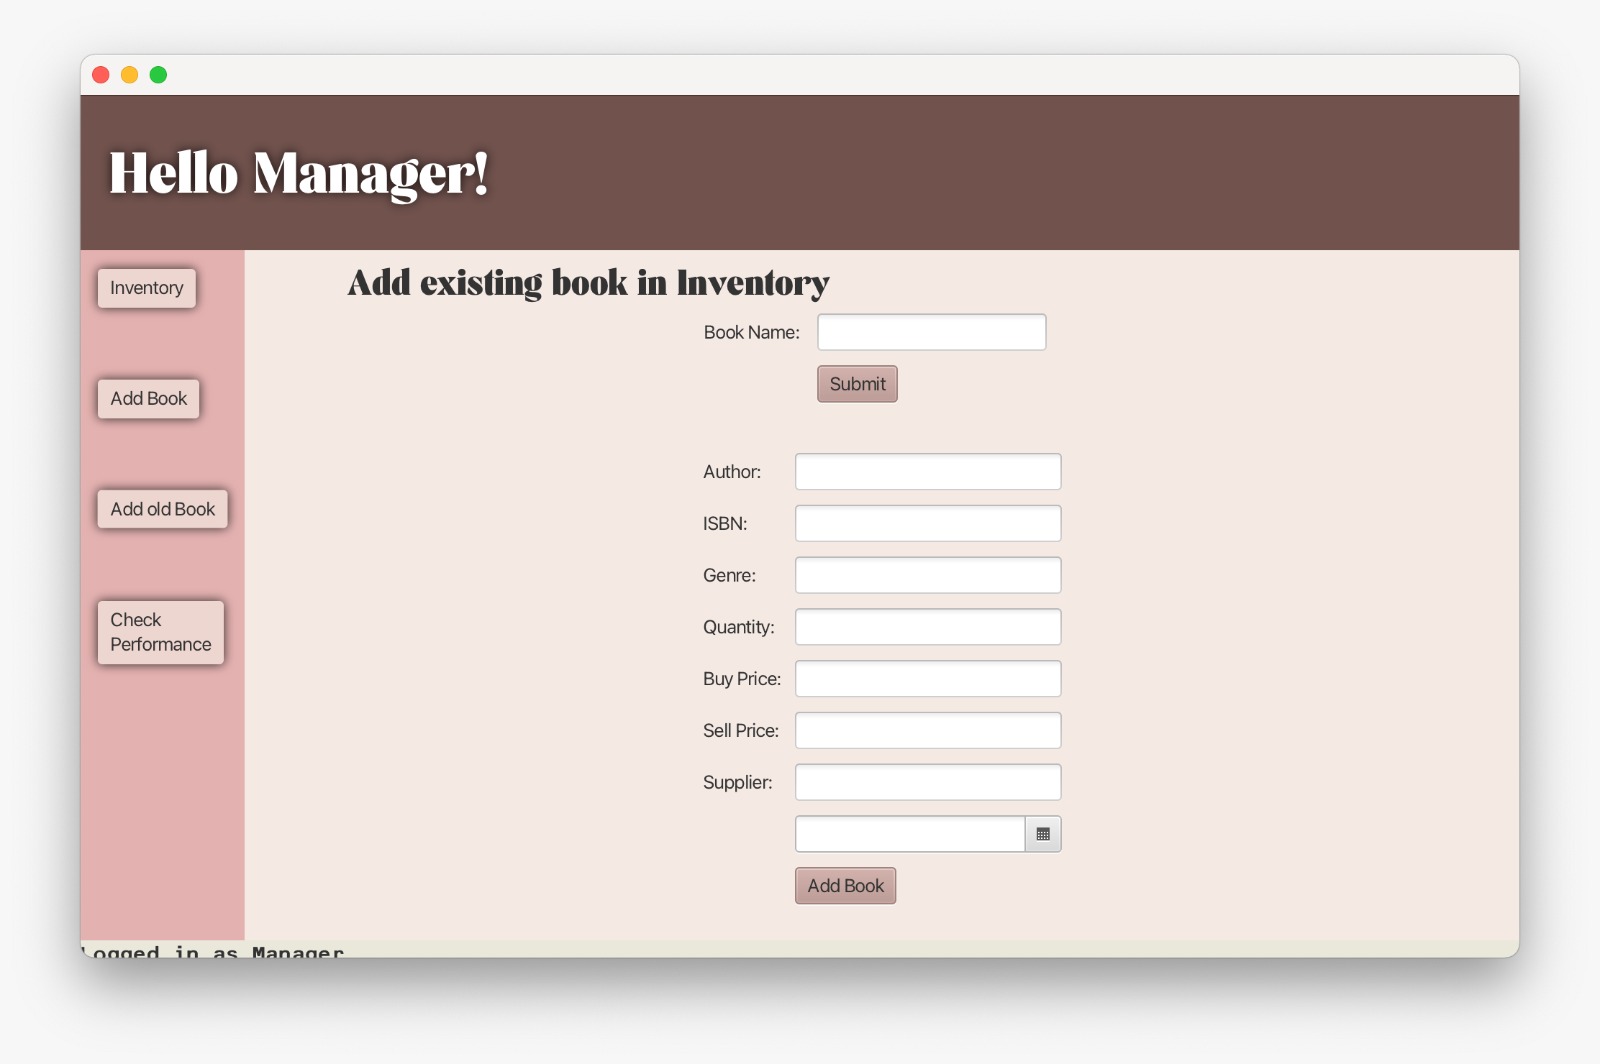 Hello Manager!
Inventory
Add Book
Add old Book
Check
Performance
Add existing book in Inventory
Book Name:
Submit
Author:
ISBN:
Genre:
Quantity:
Buy Price:
Sell Price:
Supplier:
Add Book
Logged in as Manager